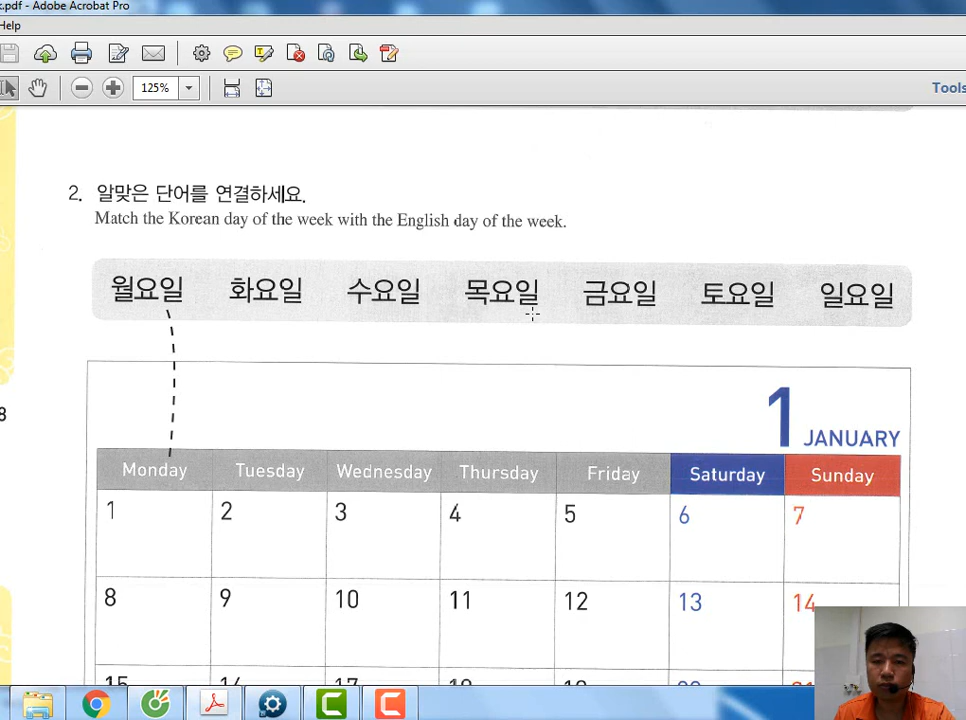 .pdf - Adobe Acrobat Pro
Help
125%
Tools
2. 알맞은 단어를 연결하세요.
Match the Korean day of the week with the English day of the week.
월요일 화요일 수요일 목요일 금요일 토요일 일요일
1 JANUARY
Monday Tuesday Wednesday Thursday Friday Saturday Sunday
8
1 2 3 4 5 6 7
8 9 10 11 12 13 14
15